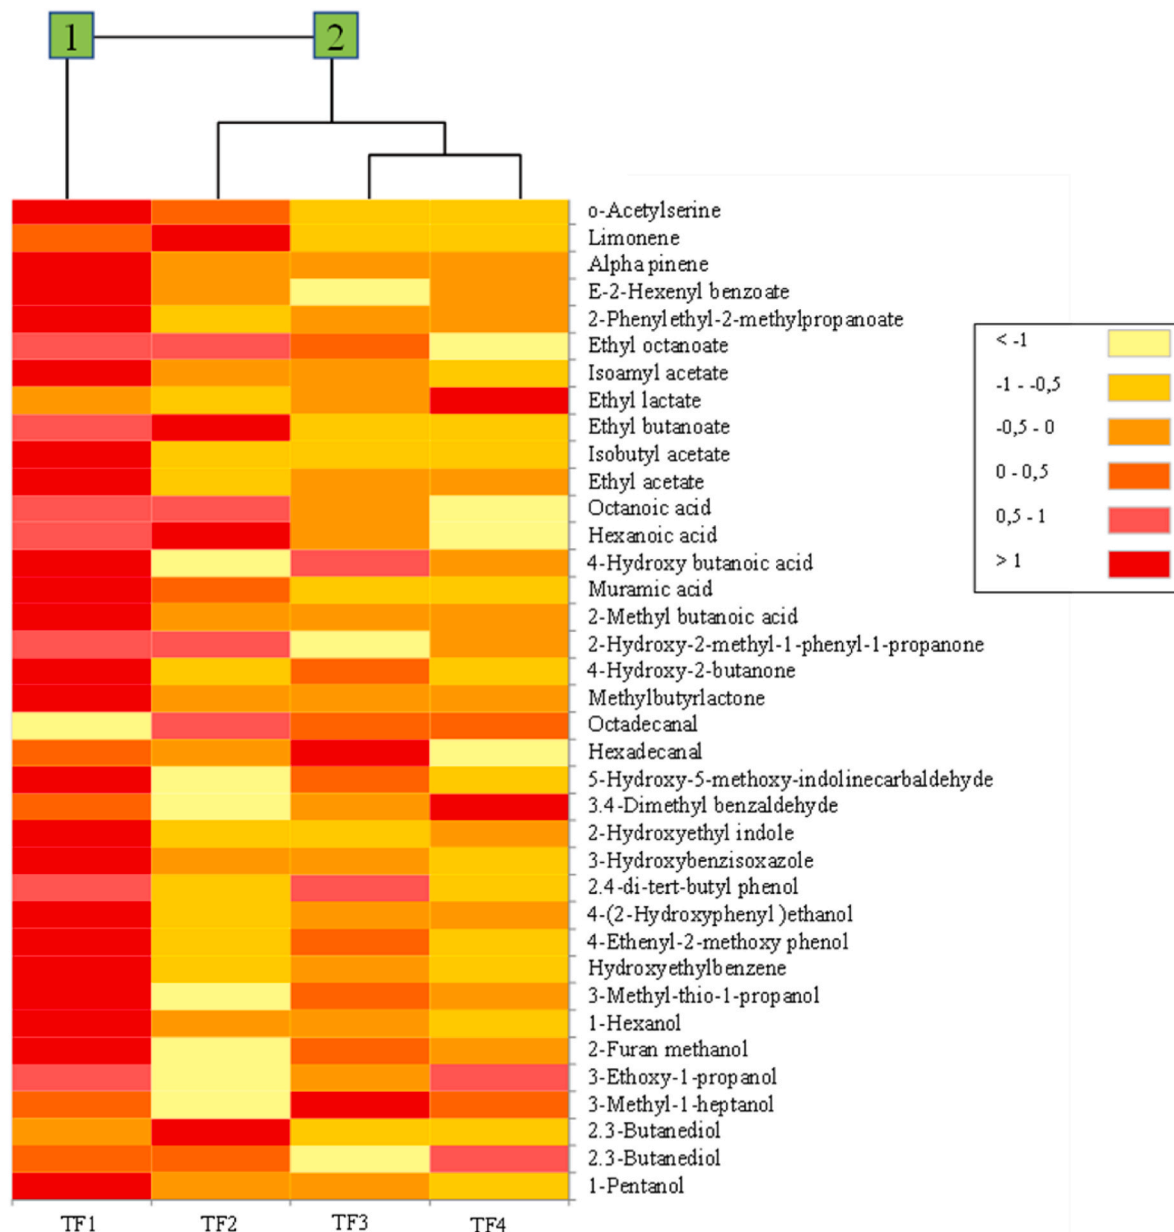 1
2
o-Acetylserine
Limonene
Alpha pinene
E-2-Hexenyl benzoate
2-Phenylethyl-2-methylpropanoate
Ethyl octanoate
Isoamyl acetate
Ethyl lactate
Ethyl butanoate
Isobutyl acetate
Ethyl acetate
Octanoic acid
Hexanoic acid
4-Hydroxy butanoic acid
Muramic acid
2-Methyl butanoic acid
2-Hydroxy-2-methyl-1-phenyl-1-propanone
4-Hydroxy-2-butanone
Methylbutyrlactone
Octadecanal
Hexadecanal
5-Hydroxy-5-methoxy-indolinecarbaldehyde
3.4-Dimethyl benzaldehyde
2-Hydroxyethyl indole
3-Hydroxybenzisoxazole
2.4-di-tert-butyl phenol
4-(2-Hydroxyphenyl )ethanol
4-Ethenyl-2-methoxy phenol
Hydroxyethylbenzene
3-Methyl-thio-1-propanol
1-Hexanol
2-Furan methanol
3-Ethoxy-1-propanol
3-Methyl-1-heptanol
2.3-Butanediol
2.3-Butanediol
1-Pentanol
TF1 TF2 TF3 TF4
< -1
-1 - -0,5
-0,5 - 0
0 - 0,5
0,5 - 1
> 1